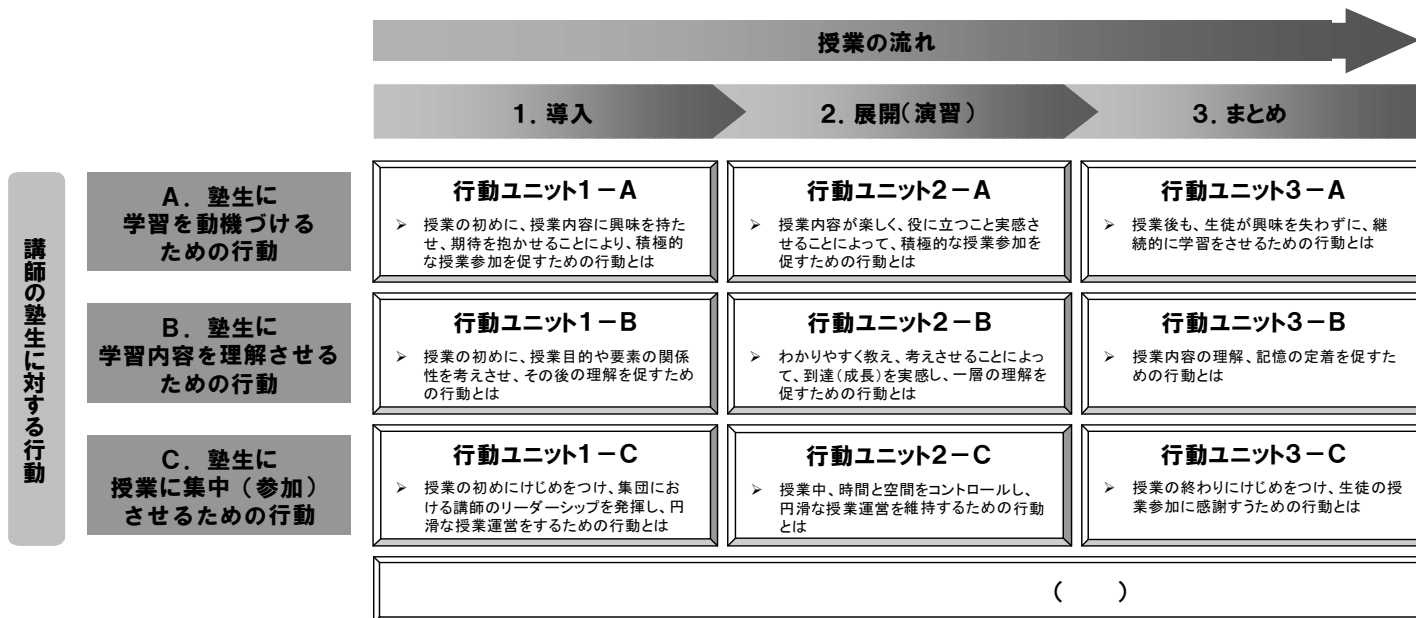 授業の流れ
1. 導入
2. 展開(演習)
3. まとめ
講師の塾生に対する行動
A. 塾生に
学習を動機づける
ための行動
行動ユニット1-A
➢ 授業の初めに、授業内容に興味を持た
せ、期待を抱かせることにより、積極的
な授業参加を促すための行動とは
行動ユニット2-A
➢ 授業内容が楽しく、役に立つこと実感さ
せることによって、積極的な授業参加を
促すための行動とは
行動ユニット3-A
➢ 授業後も、生徒が興味を失わずに、継
続的に学習をさせるための行動とは
B. 塾生に
学習内容を理解させる
ための行動
行動ユニット1-B
➢ 授業の初めに、授業目的や要素の関係
性を考えさせ、その後の理解を促すため
の行動とは
行動ユニット2-B
➢ わかりやすく教え、考えさせることによっ
て、到達(成長)を実感し、一層の理解を
促すための行動とは
行動ユニット3-B
➢ 授業内容の理解、記憶の定着を促すた
めの行動とは
C. 塾生に
授業に集中(参加)
させるための行動
行動ユニット1-C
➢ 授業の初めにけじめをつけ、集団にお
ける講師のリーダーシップを発揮し、円
滑な授業運営をするための行動とは
行動ユニット2-C
➢ 授業中、時間と空間をコントロールし、
円滑な授業運営を維持するための行動
とは
行動ユニット3-C
➢ 授業の終わりにけじめをつけ、生徒の授
業参加に感謝すうための行動とは
(　　)